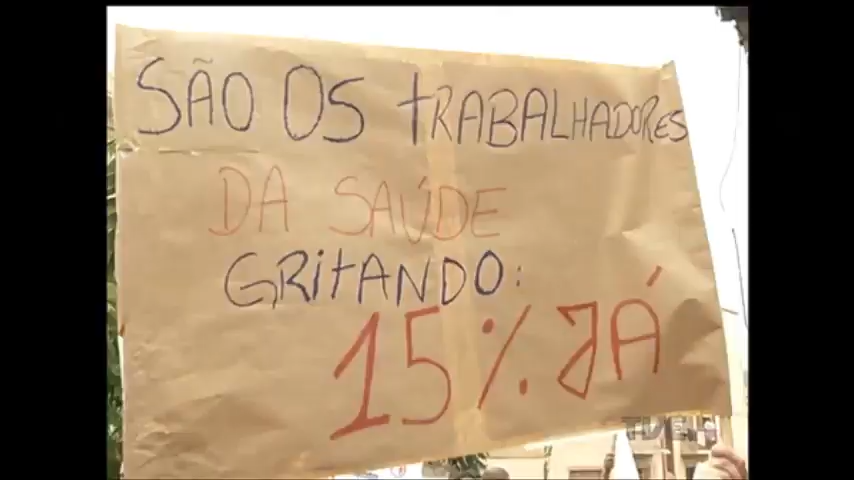 SÃO OS TRABALHADORES
DA SAÚDE
GRITANDO:
15% JÁ